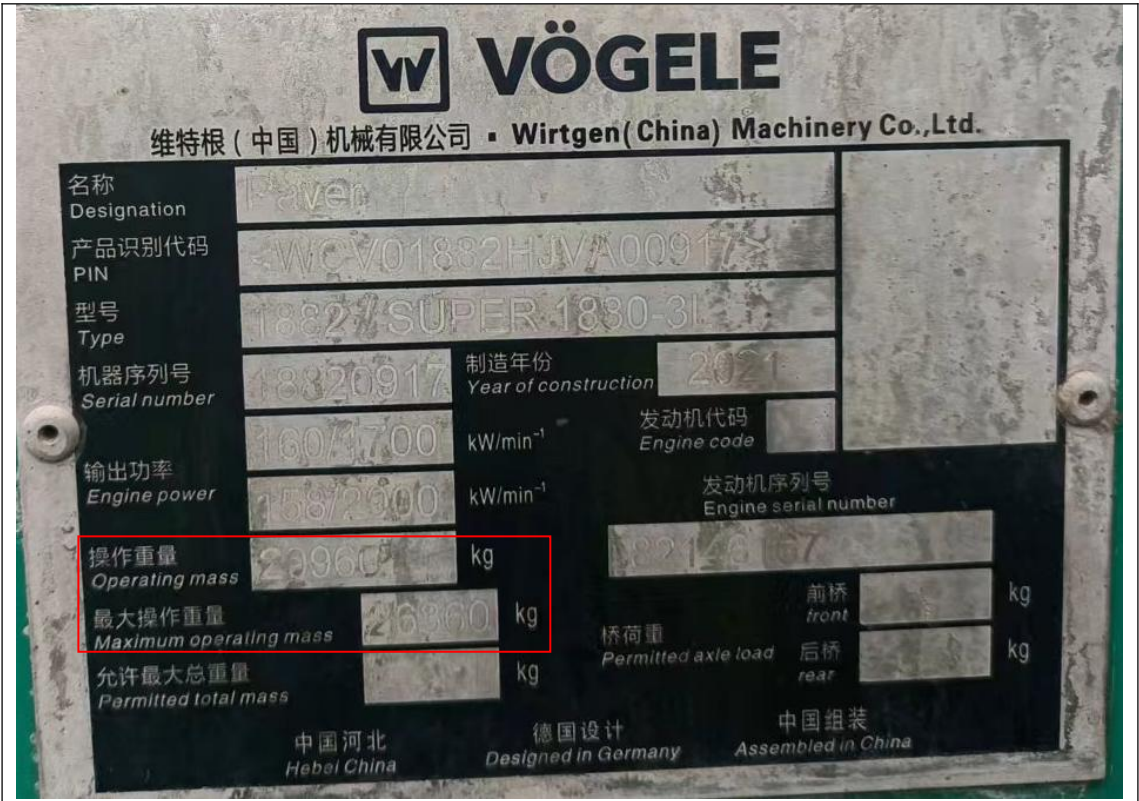 W VÖGELE
维特根(中国)机械有限公司 ▪ Wirtgen(China) Machinery Co.,Ltd.
名称
Designation
Paver
产品识别代码
PIN
WCV01882HJVA00917
型号
Type
1882 / SUPER 1880-3L
机器序列号
Serial number
18820917
制造年份
Year of construction
2021
160/1700 kW/min⁻¹
发动机代码
Engine code
输出功率
Engine power
158/2000 kW/min⁻¹
发动机序列号
Engine serial number
操作重量
Operating mass
20960 kg
最大操作重量
Maximum operating mass
26360 kg
桥荷重
Permitted axle load
前桥
front
kg
后桥
rear
kg
允许最大总重量
Permitted total mass
kg
中国河北
Hebei China
德国设计
Designed in Germany
中国组装
Assembled in China